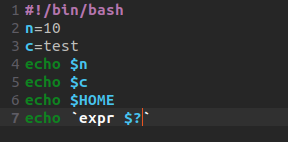 1 #!/bin/bash
2 n=10
3 c=test
4 echo $n
5 echo $c
6 echo $HOME
7 echo `expr $?`